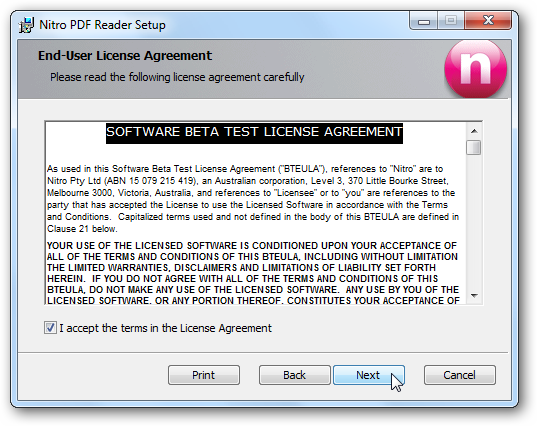 Nitro PDF Reader Setup
End-User License Agreement
Please read the following license agreement carefully
n
SOFTWARE BETA TEST LICENSE AGREEMENT
As used in this Software Beta Test License Agreement ("BTEULA"), references to "Nitro" are to
Nitro Pty Ltd (ABN 15 079 215 419), an Australian corporation, Level 3, 370 Little Bourke Street,
Melbourne 3000, Victoria, Australia, and references to "Licensee" or to "you" are references to the
party that has accepted the License to use the Licensed Software in accordance with the Terms
and Conditions.  Capitalized terms used and not defined in the body of this BTEULA are defined in
Clause 21 below.
YOUR USE OF THE LICENSED SOFTWARE IS CONDITIONED UPON YOUR ACCEPTANCE OF
ALL OF THE TERMS AND CONDITIONS OF THIS BTEULA, INCLUDING WITHOUT LIMITATION
THE LIMITED WARRANTIES, DISCLAIMERS AND LIMITATIONS OF LIABILITY SET FORTH
HEREIN.  IF YOU DO NOT AGREE WITH ALL OF THE TERMS AND CONDITIONS OF THIS
BTEULA, DO NOT MAKE ANY USE OF THE LICENSED SOFTWARE.  ANY USE BY YOU OF THE
LICENSED SOFTWARE, OR ANY PORTION THEREOF, CONSTITUTES YOUR ACCEPTANCE OF
I accept the terms in the License Agreement
Print Back Next Cancel